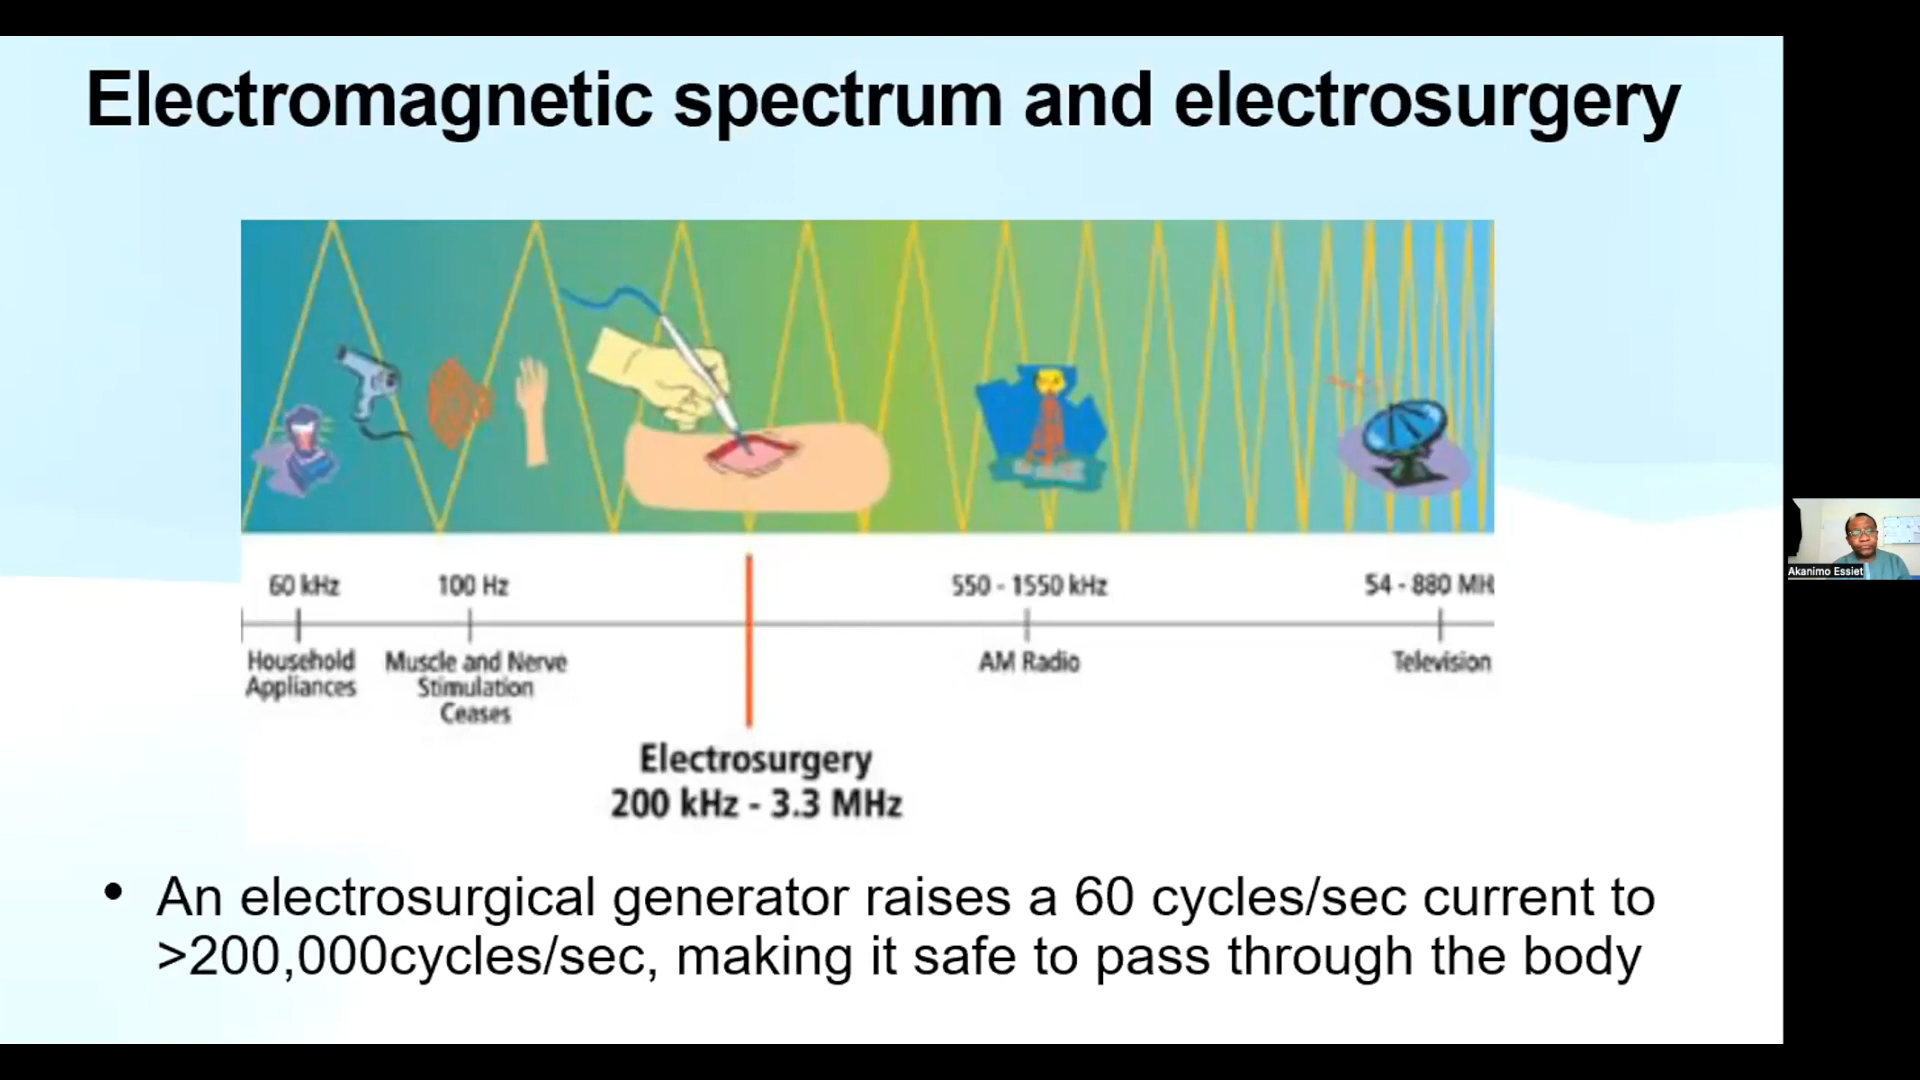 Electromagnetic spectrum and electrosurgery
60 kHz
100 Hz
550 - 1550 kHz
54 - 880 MH
Household
Appliances
Muscle and Nerve
Stimulation
Ceases
AM Radio
Television
Electrosurgery
200 kHz - 3.3 MHz
• An electrosurgical generator raises a 60 cycles/sec current to
>200,000cycles/sec, making it safe to pass through the body
Akanimo Essiet